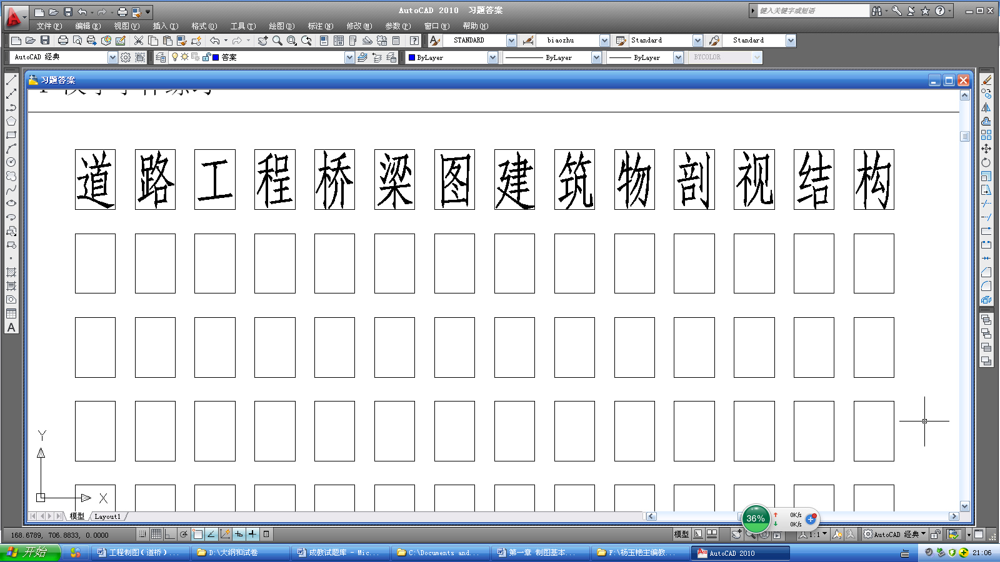 AutoCAD 2010 习题答案
键入关键字或短语
文件(F) 编辑(E) 视图(V) 插入(I) 格式(O) 工具(T) 绘图(D) 标注(N) 修改(M) 参数(P) 窗口(W) 帮助(H)
STANDARD biaozhu Standard Standard
AutoCAD 经典 答案 ByLayer ByLayer ByLayer BYCOLOR
习题答案
道路工程桥梁图建筑物剖视结构
Y
X
模型 Layout1
36% 0K/s
0K/s
168.6789, 706.8833, 0.0000 模型 1:1 AutoCAD 经典
开始 工程制图(道桥)... D:\大纲和试卷 成教试题库 - Mic... C:\Documents and... 第一章 制图基本... F:\杨玉艳主编教... AutoCAD 2010 21:06